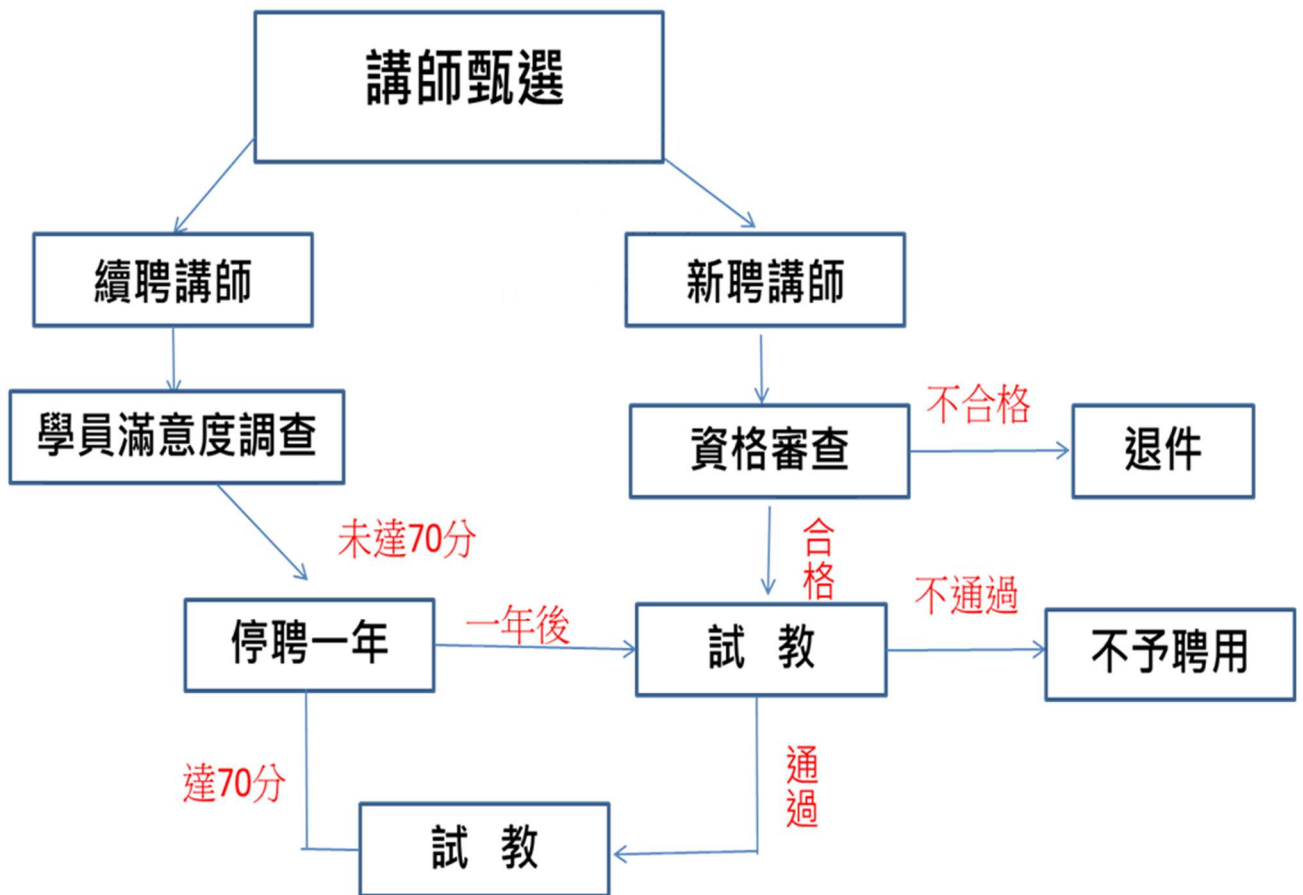 講師甄選
續聘講師
新聘講師
學員滿意度調查
資格審查
不合格
退件
未達70分
合格
停聘一年
一年後
試 教
不通過
不予聘用
達70分
通過
試 教